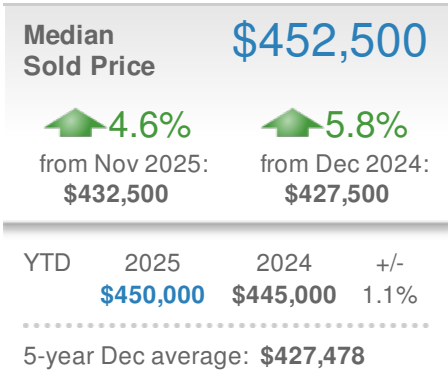 Median
Sold Price
$452,500
4.6%
from Nov 2025:
$432,500
5.8%
from Dec 2024:
$427,500
YTD 2025 2024 +/-
$450,000 $445,000 1.1%
5-year Dec average: $427,478